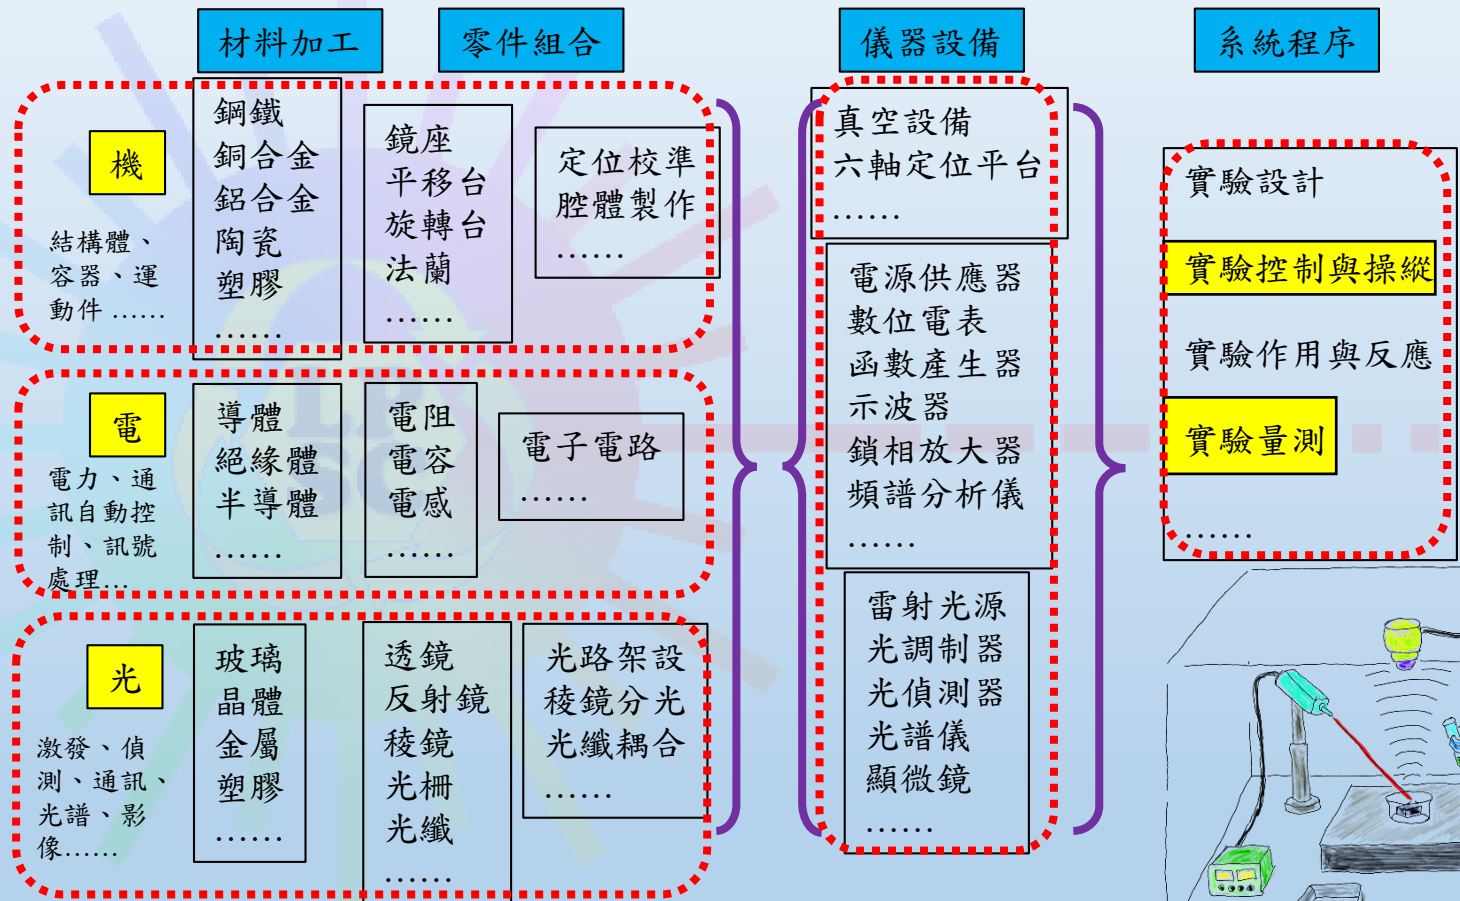 材料加工
零件組合
儀器設備
系統程序
機
結構體、
容器、運
動件 ......
鋼鐵
銅合金
鋁合金
陶瓷
塑膠
......
鏡座
平移台
旋轉台
法蘭
......
定位校準
腔體製作
......
電
電力、通
訊自動控
制、訊號
處理...
導體
絕緣體
半導體
......
電阻
電容
電感
......
電子電路
......
光
激發、偵
測、通訊、
光譜、影
像......
玻璃
晶體
金屬
塑膠
......
透鏡
反射鏡
稜鏡
光柵
光纖
......
光路架設
稜鏡分光
光纖耦合
......
真空設備
六軸定位平台
......
電源供應器
數位電表
函數產生器
示波器
鎖相放大器
頻譜分析儀
......
雷射光源
光調制器
光偵測器
光譜儀
顯微鏡
......
實驗設計
實驗控制與操縱
實驗作用與反應
實驗量測
......